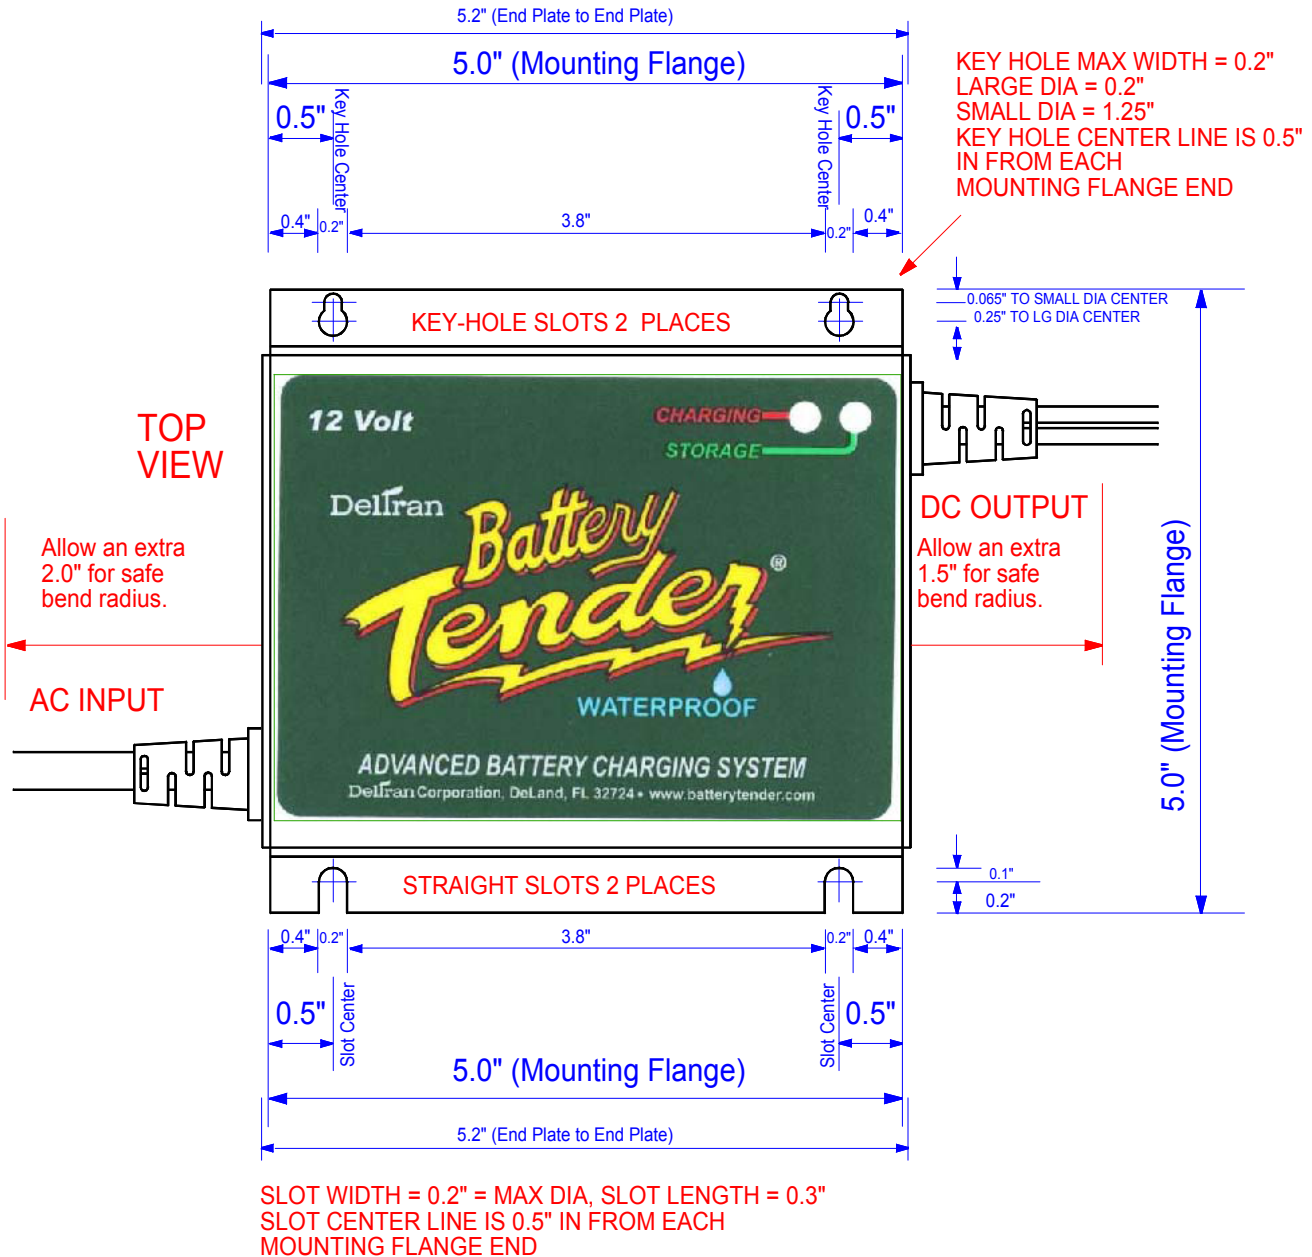 5.2" (End Plate to End Plate)
5.0" (Mounting Flange)
KEY HOLE MAX WIDTH = 0.2"
LARGE DIA = 0.2"
SMALL DIA = 1.25"
KEY HOLE CENTER LINE IS 0.5"
IN FROM EACH
MOUNTING FLANGE END
0.5"
Key Hole Center
Key Hole Center
0.5"
0.4"
0.2"
3.8"
0.2"
0.4"
0.065" TO SMALL DIA CENTER
0.25" TO LG DIA CENTER
KEY-HOLE SLOTS 2 PLACES
TOP
VIEW
12 Volt
CHARGING
STORAGE
Deltran
Battery
Tender®
WATERPROOF
ADVANCED BATTERY CHARGING SYSTEM
Deltran Corporation, DeLand, FL 32724 • www.batterytender.com
DC OUTPUT
Allow an extra
1.5" for safe
bend radius.
Allow an extra
2.0" for safe
bend radius.
AC INPUT
5.0" (Mounting Flange)
STRAIGHT SLOTS 2 PLACES
0.1"
0.2"
0.4"
0.2"
3.8"
0.2"
0.4"
0.5"
Slot Center
Slot Center
0.5"
5.0" (Mounting Flange)
5.2" (End Plate to End Plate)
SLOT WIDTH = 0.2" = MAX DIA, SLOT LENGTH = 0.3"
SLOT CENTER LINE IS 0.5" IN FROM EACH
MOUNTING FLANGE END